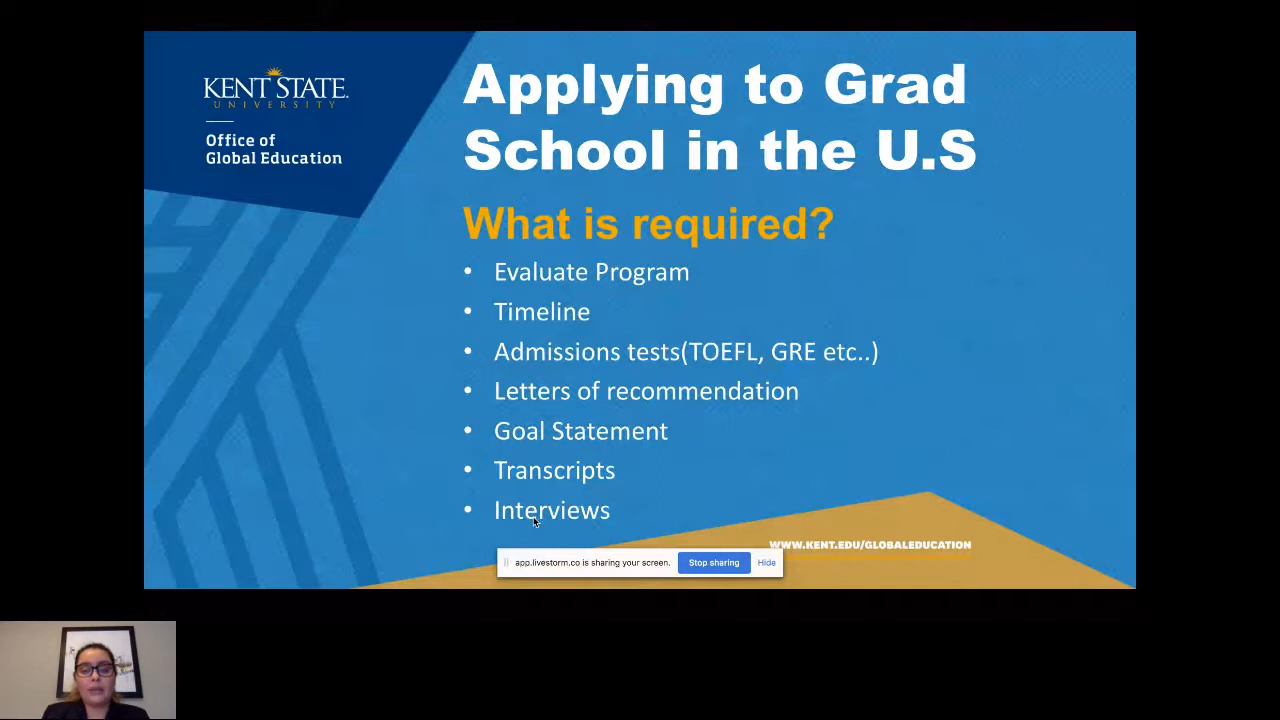 KENT STATE
UNIVERSITY
Office of
Global Education
Applying to Grad
School in the U.S
What is required?
• Evaluate Program
• Timeline
• Admissions tests(TOEFL, GRE etc..)
• Letters of recommendation
• Goal Statement
• Transcripts
• Interviews
WWW.KENT.EDU/GLOBALEDUCATION
app.livestorm.co is sharing your screen. Stop sharing Hide